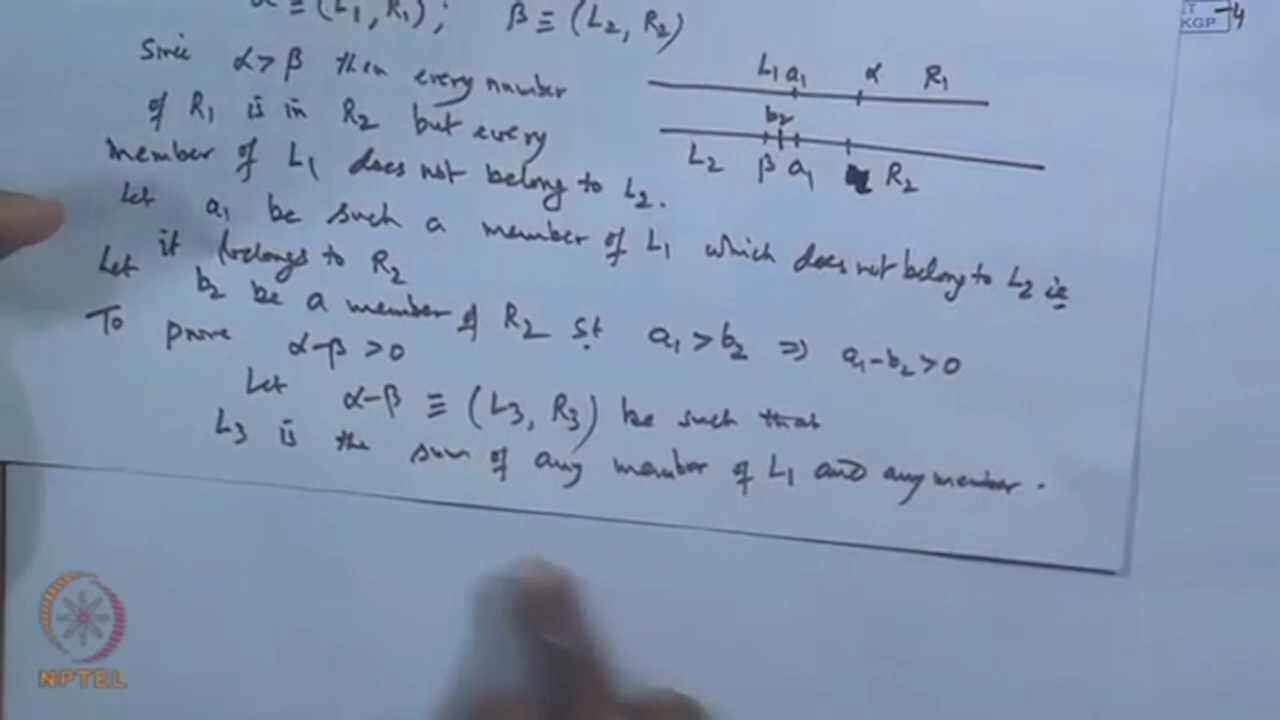 α ≡ (L1, R1); β ≡ (L2, R2)
Since α > β then every number
of R1 is in R2 but every
member of L1 does not belong to L2.
Let a1 be such a member of L1 which does not belong to L2 ie
it belongs to R2
Let b2 be a member of R2 st a1 > b2 ⇒ a1-b2 > 0
To prove α-β > 0
Let α-β ≡ (L3, R3) be such that
L3 is the sum of any member of L1 and any member.
L1 a1 α R1
b2
L2 β a1 R2
KGP
-4
NPTEL